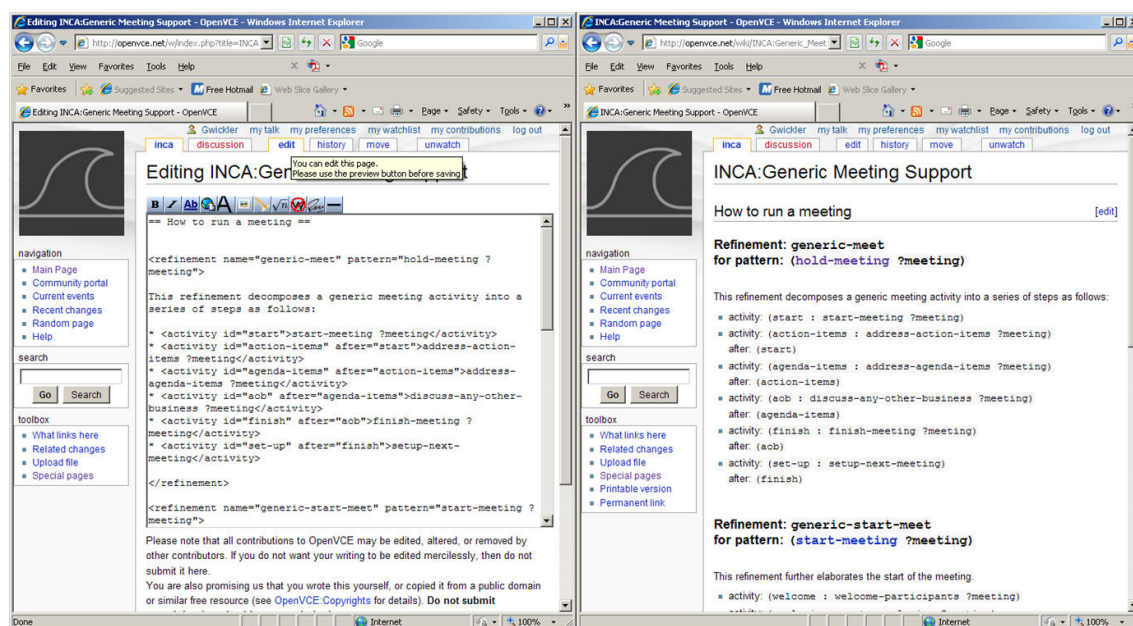 Editing INCA:Generic Meeting Support - OpenVCE - Windows Internet Explorer
http://openvce.net/w/index.php?title=INCA
Google
File Edit View Favorites Tools Help
Favorites Suggested Sites Free Hotmail Web Slice Gallery
Editing INCA:Generic Meeting Support - OpenVCE
Page Safety Tools
Gwickler my talk my preferences my watchlist my contributions log out
inca discussion edit history move unwatch
You can edit this page.
Please use the preview button before saving
Editing INCA:Gen t
B I Ab A √n W
== How to run a meeting ==
<refinement name="generic-meet" pattern="hold-meeting ?
meeting">
This refinement decomposes a generic meeting activity into a
series of steps as follows:
* <activity id="start">start-meeting ?meeting</activity>
* <activity id="action-items" after="start">address-action-
items ?meeting</activity>
* <activity id="agenda-items" after="action-items">address-
agenda-items ?meeting</activity>
* <activity id="aob" after="agenda-items">discuss-any-other-
business ?meeting</activity>
* <activity id="finish" after="aob">finish-meeting ?
meeting</activity>
* <activity id="set-up" after="finish">setup-next-
meeting</activity>
</refinement>
<refinement name="generic-start-meet" pattern="start-meeting ?
meeting">
Please note that all contributions to OpenVCE may be edited, altered, or removed by
other contributors. If you do not want your writing to be edited mercilessly, then do not
submit it here.
You are also promising us that you wrote this yourself, or copied it from a public domain
or similar free resource (see OpenVCE:Copyrights for details). Do not submit
navigation
Main Page
Community portal
Current events
Recent changes
Random page
Help
search
Go Search
toolbox
What links here
Related changes
Upload file
Special pages
Done Internet 100%
INCA:Generic Meeting Support - OpenVCE - Windows Internet Explorer
http://openvce.net/wiki/INCA:Generic_Meet
Google
File Edit View Favorites Tools Help
Favorites Suggested Sites Free Hotmail Web Slice Gallery
INCA:Generic Meeting Support - OpenVCE
Page Safety Tools
Gwickler my talk my preferences my watchlist my contributions log out
inca discussion edit history move unwatch
INCA:Generic Meeting Support
How to run a meeting [edit]
Refinement: generic-meet
for pattern: (hold-meeting ?meeting)
This refinement decomposes a generic meeting activity into a series of steps as follows:
activity: (start : start-meeting ?meeting)
activity: (action-items : address-action-items ?meeting)
after: (start)
activity: (agenda-items : address-agenda-items ?meeting)
after: (action-items)
activity: (aob : discuss-any-other-business ?meeting)
after: (agenda-items)
activity: (finish : finish-meeting ?meeting)
after: (aob)
activity: (set-up : setup-next-meeting)
after: (finish)
Refinement: generic-start-meet
for pattern: (start-meeting ?meeting)
This refinement further elaborates the start of the meeting.
activity: (welcome : welcome-participants ?meeting)
navigation
Main Page
Community portal
Current events
Recent changes
Random page
Help
search
Go Search
toolbox
What links here
Related changes
Upload file
Special pages
Printable version
Permanent link
Internet 100%